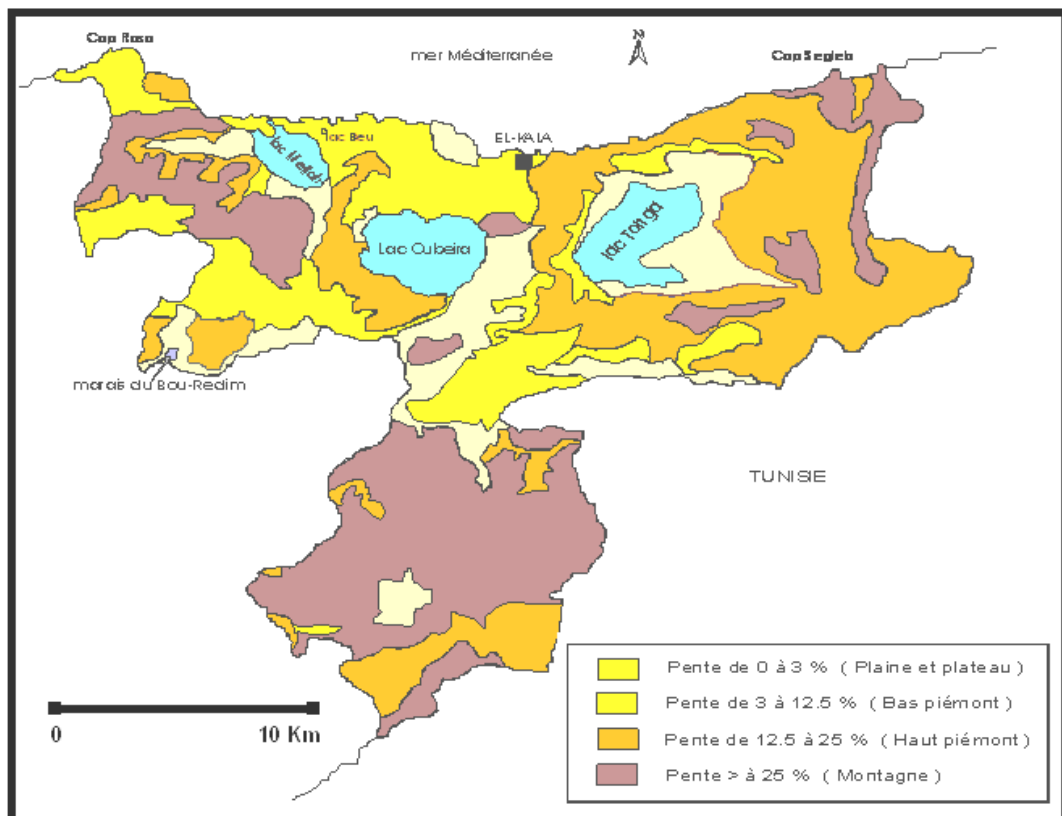 Cap Rosa
mer Méditerranée
N
Cap Segleb
lac Beu
EL-KALA
lac Mellah
lac Tonga
Lac Oubeira
marais du Bou-Redim
TUNISIE
Pente de 0 à 3 % ( Plaine et plateau )
Pente de 3 à 12.5 % ( Bas piémont )
Pente de 12.5 à 25 % ( Haut piémont )
Pente > à 25 % ( Montagne )
0 10 Km